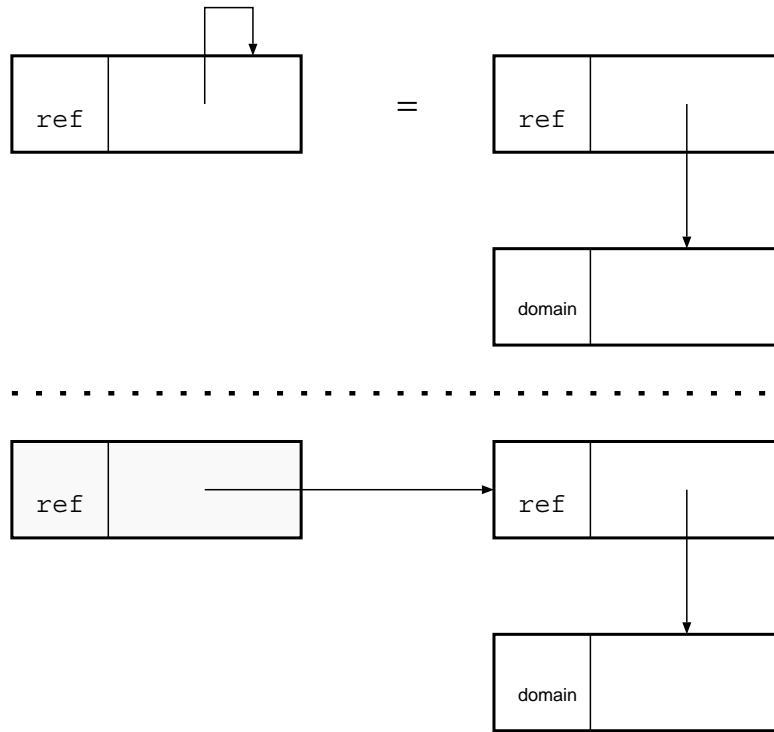 ref = ref
domain
ref ref
domain